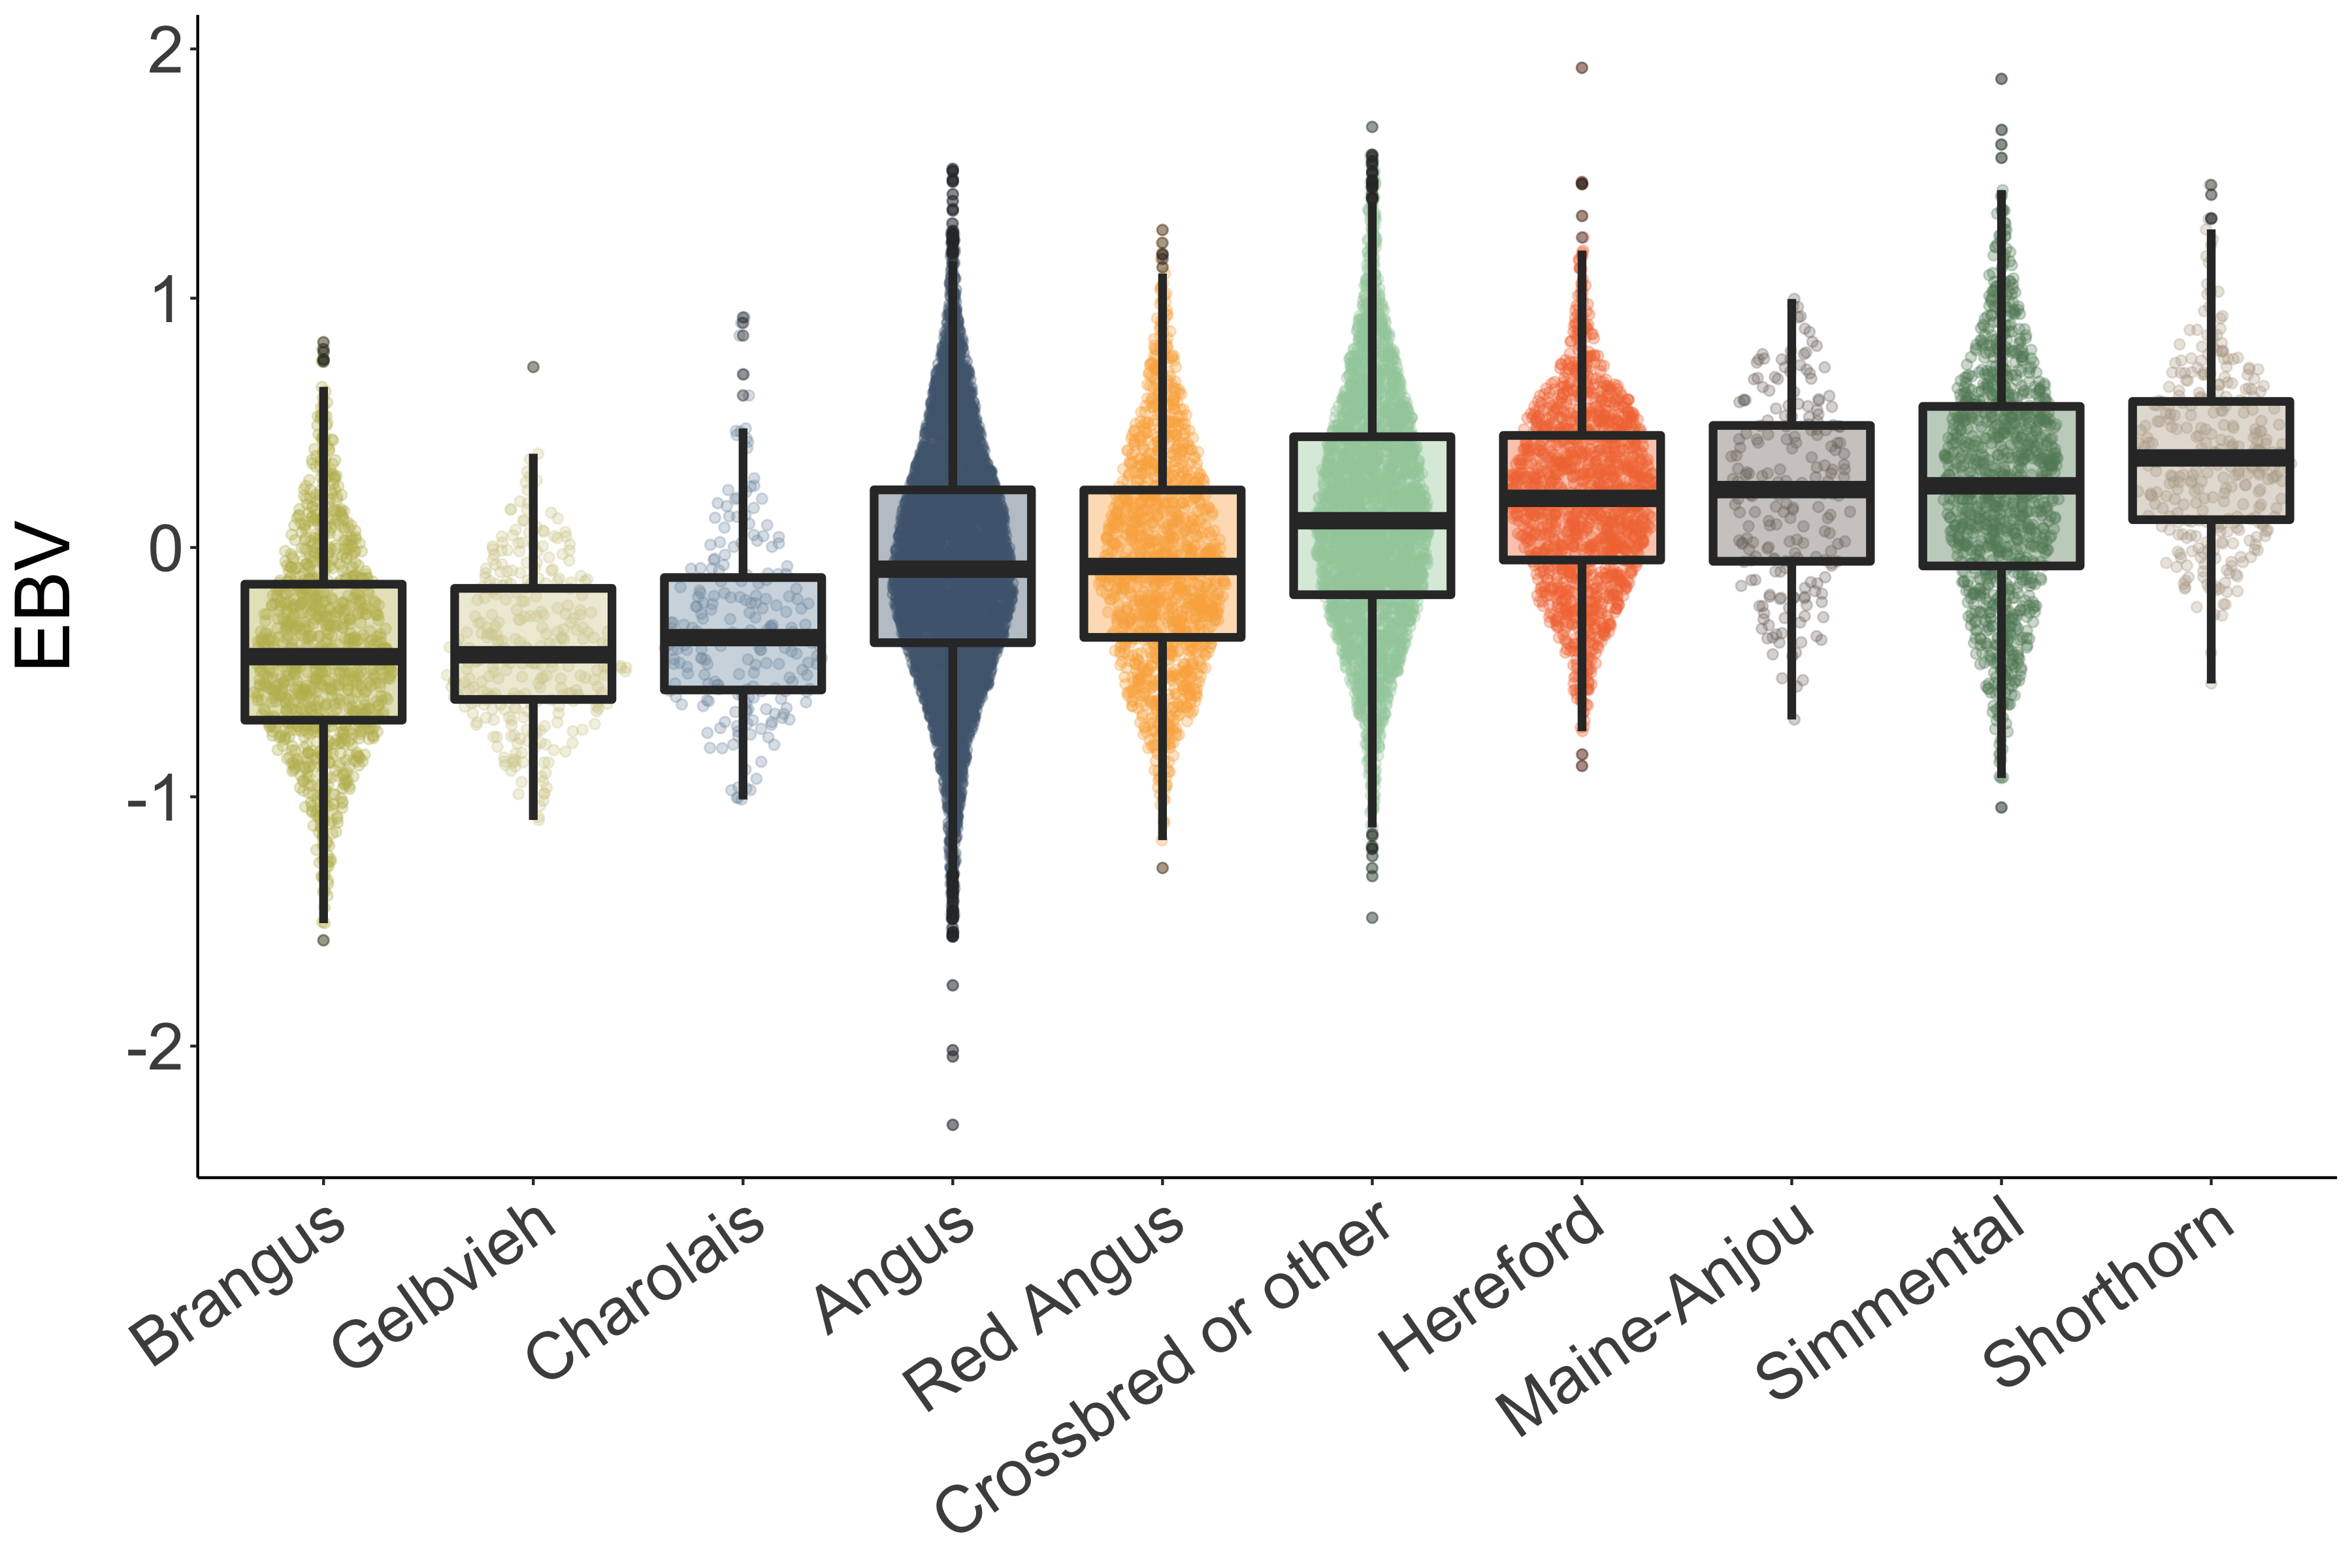 EBV
2
1
0
-1
-2
Brangus
Gelbvieh
Charolais
Angus
Red Angus
Crossbred or other
Hereford
Maine-Anjou
Simmental
Shorthorn